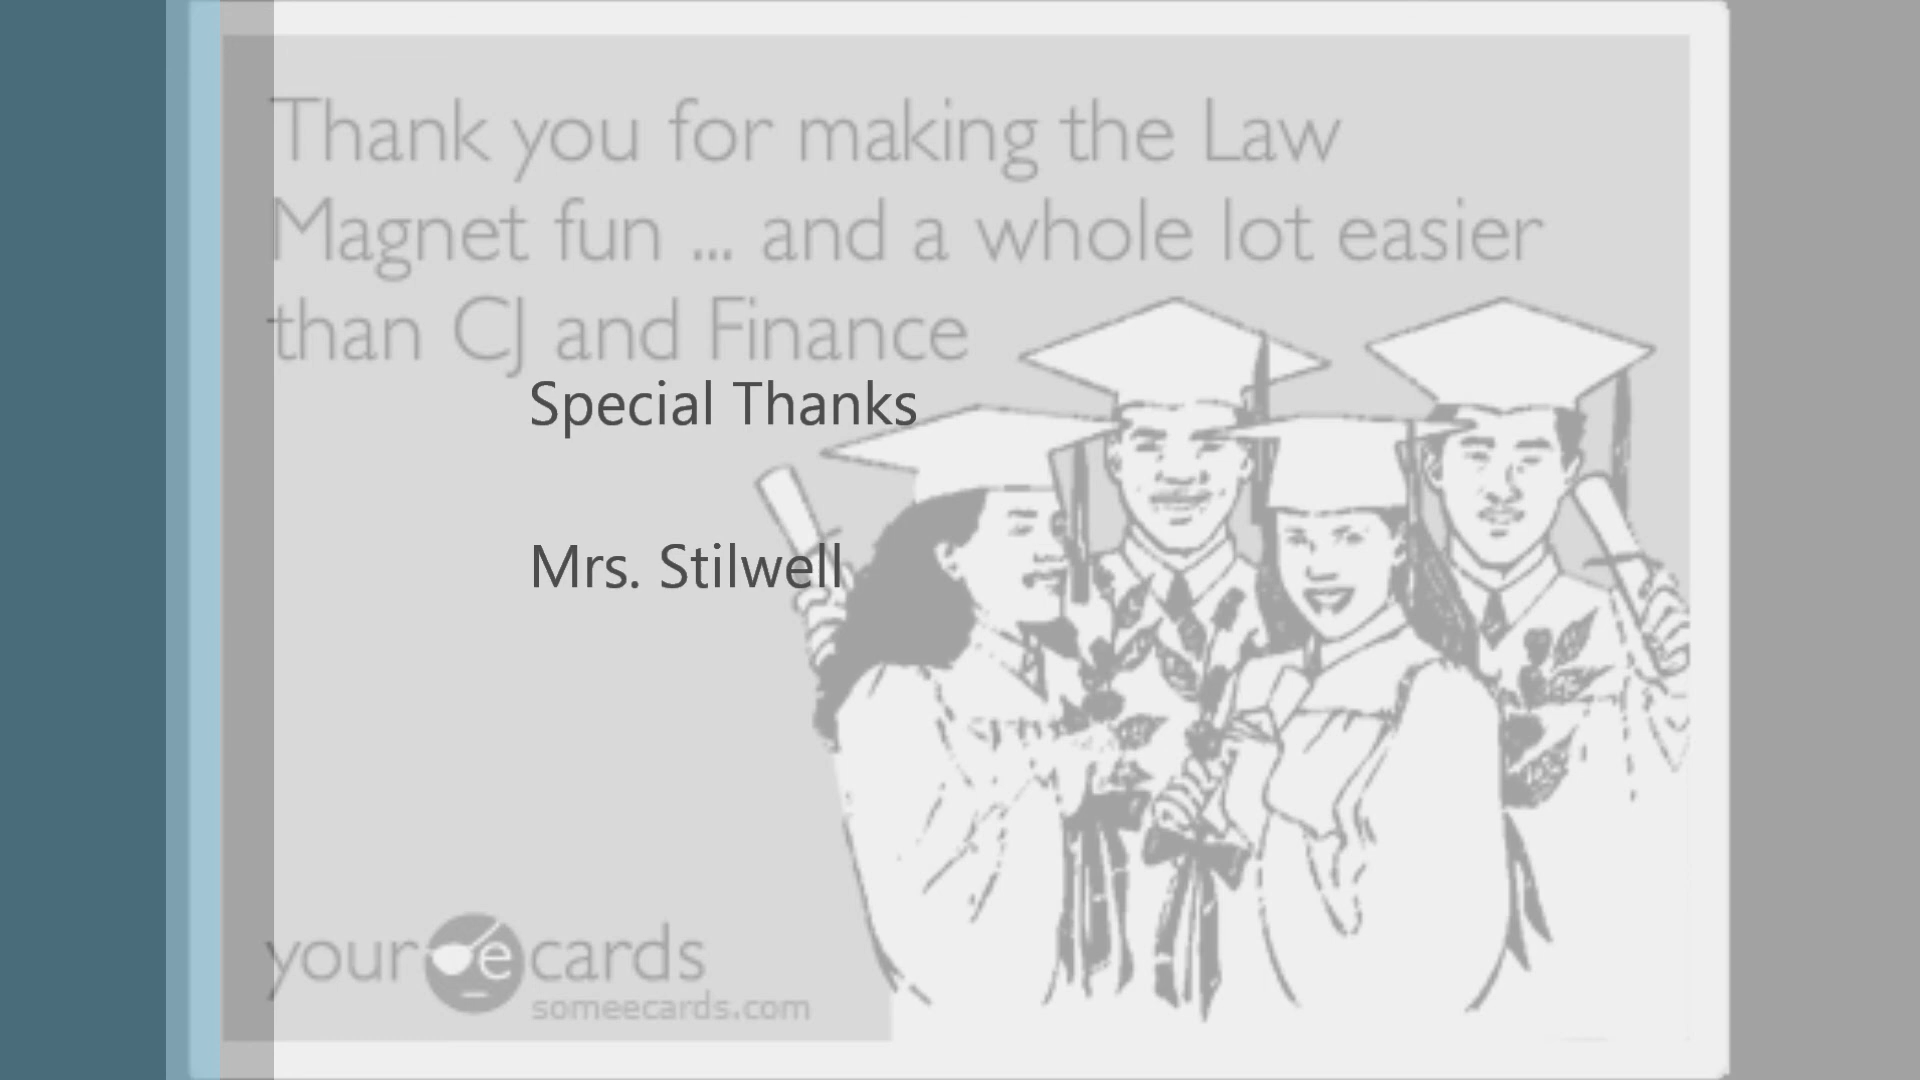 Thank you for making the Law
Magnet fun ... and a whole lot easier
than CJ and Finance
Special Thanks
Mrs. Stilwell
your e cards
someecards.com